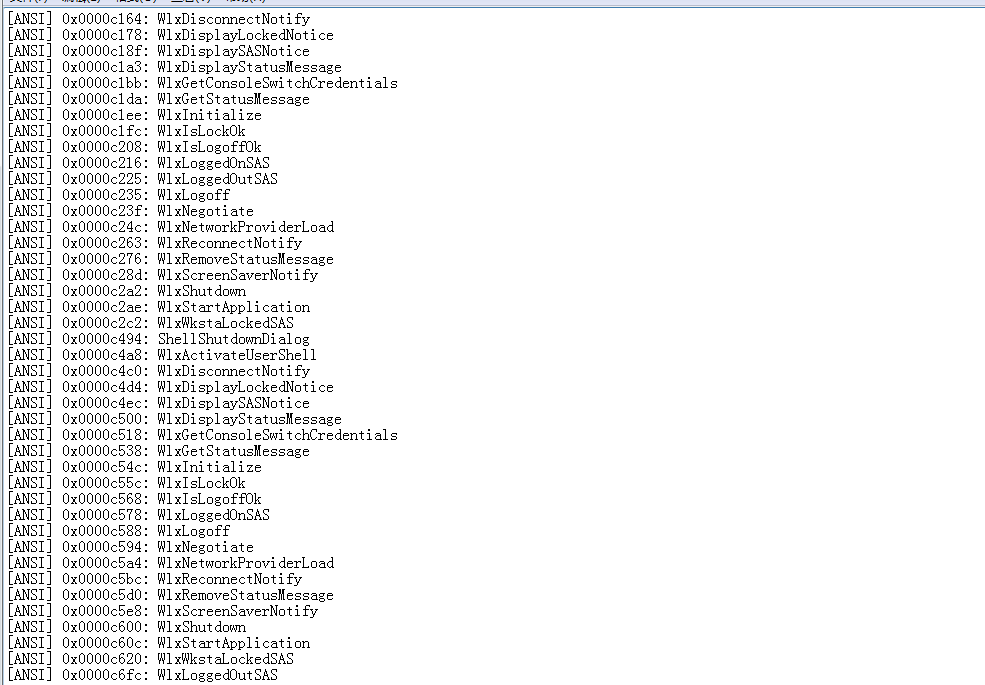 [ANSI] 0x0000c164: WlxDisconnectNotify
[ANSI] 0x0000c178: WlxDisplayLockedNotice
[ANSI] 0x0000c18f: WlxDisplaySASNotice
[ANSI] 0x0000c1a3: WlxDisplayStatusMessage
[ANSI] 0x0000c1bb: WlxGetConsoleSwitchCredentials
[ANSI] 0x0000c1da: WlxGetStatusMessage
[ANSI] 0x0000c1ee: WlxInitialize
[ANSI] 0x0000c1fc: WlxIsLockOk
[ANSI] 0x0000c208: WlxIsLogoffOk
[ANSI] 0x0000c216: WlxLoggedOnSAS
[ANSI] 0x0000c225: WlxLoggedOutSAS
[ANSI] 0x0000c235: WlxLogoff
[ANSI] 0x0000c23f: WlxNegotiate
[ANSI] 0x0000c24c: WlxNetworkProviderLoad
[ANSI] 0x0000c263: WlxReconnectNotify
[ANSI] 0x0000c276: WlxRemoveStatusMessage
[ANSI] 0x0000c28d: WlxScreenSaverNotify
[ANSI] 0x0000c2a2: WlxShutdown
[ANSI] 0x0000c2ae: WlxStartApplication
[ANSI] 0x0000c2c2: WlxWkstaLockedSAS
[ANSI] 0x0000c494: ShellShutdownDialog
[ANSI] 0x0000c4a8: WlxActivateUserShell
[ANSI] 0x0000c4c0: WlxDisconnectNotify
[ANSI] 0x0000c4d4: WlxDisplayLockedNotice
[ANSI] 0x0000c4ec: WlxDisplaySASNotice
[ANSI] 0x0000c500: WlxDisplayStatusMessage
[ANSI] 0x0000c518: WlxGetConsoleSwitchCredentials
[ANSI] 0x0000c538: WlxGetStatusMessage
[ANSI] 0x0000c54c: WlxInitialize
[ANSI] 0x0000c55c: WlxIsLockOk
[ANSI] 0x0000c568: WlxIsLogoffOk
[ANSI] 0x0000c578: WlxLoggedOnSAS
[ANSI] 0x0000c588: WlxLogoff
[ANSI] 0x0000c594: WlxNegotiate
[ANSI] 0x0000c5a4: WlxNetworkProviderLoad
[ANSI] 0x0000c5bc: WlxReconnectNotify
[ANSI] 0x0000c5d0: WlxRemoveStatusMessage
[ANSI] 0x0000c5e8: WlxScreenSaverNotify
[ANSI] 0x0000c600: WlxShutdown
[ANSI] 0x0000c60c: WlxStartApplication
[ANSI] 0x0000c620: WlxWkstaLockedSAS
[ANSI] 0x0000c6fc: WlxLoggedOutSAS